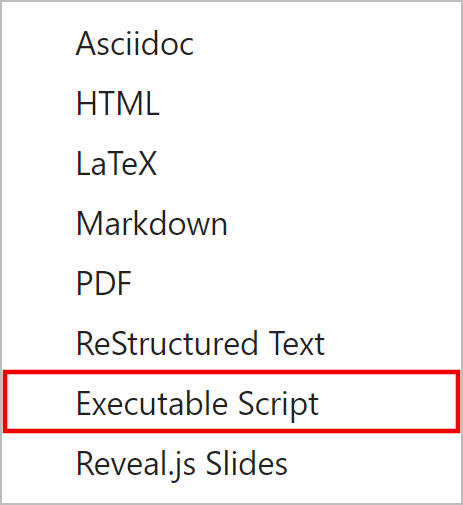 Asciidoc
HTML
LaTeX
Markdown
PDF
ReStructured Text
Executable Script
Reveal.js Slides